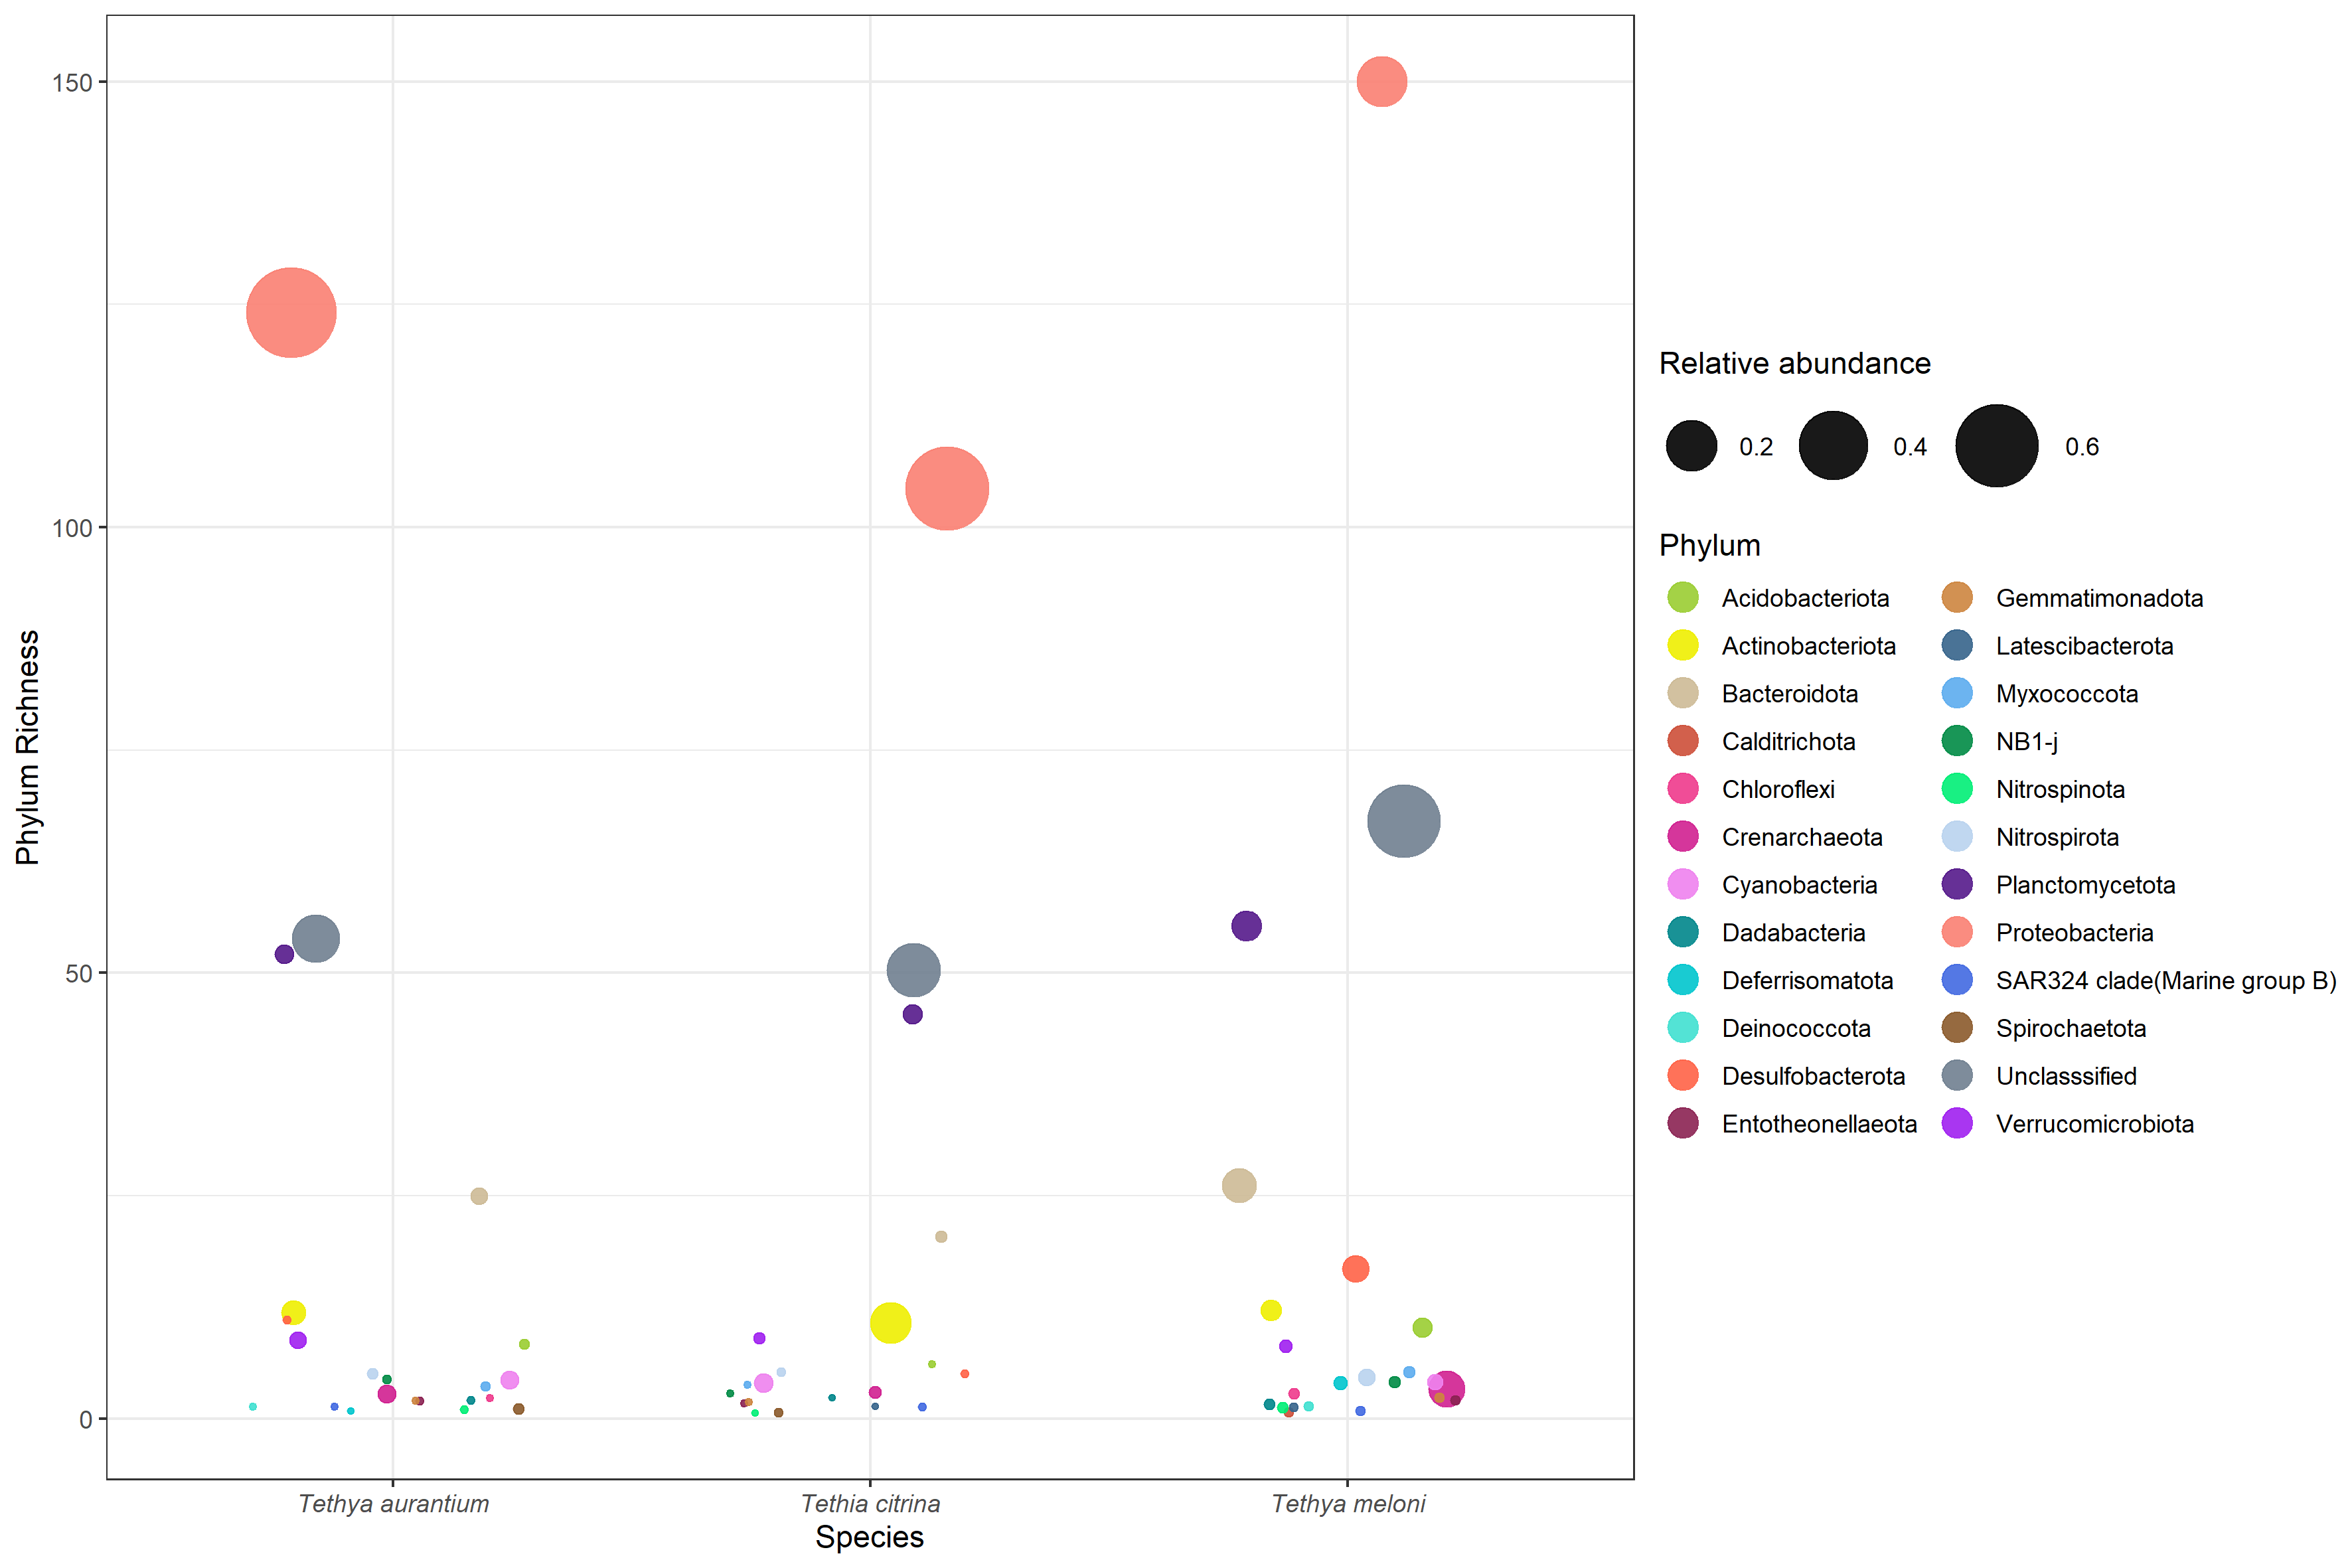 150
100
50
0
Phylum Richness
Tethya aurantium
Tethia citrina
Tethya meloni
Species
Relative abundance
0.2
0.4
0.6
Phylum
Acidobacteriota
Actinobacteriota
Bacteroidota
Calditrichota
Chloroflexi
Crenarchaeota
Cyanobacteria
Dadabacteria
Deferrisomatota
Deinococcota
Desulfobacterota
Entotheonellaeota
Gemmatimonadota
Latescibacterota
Myxococcota
NB1-j
Nitrospinota
Nitrospirota
Planctomycetota
Proteobacteria
SAR324 clade(Marine group B)
Spirochaetota
Unclasssified
Verrucomicrobiota